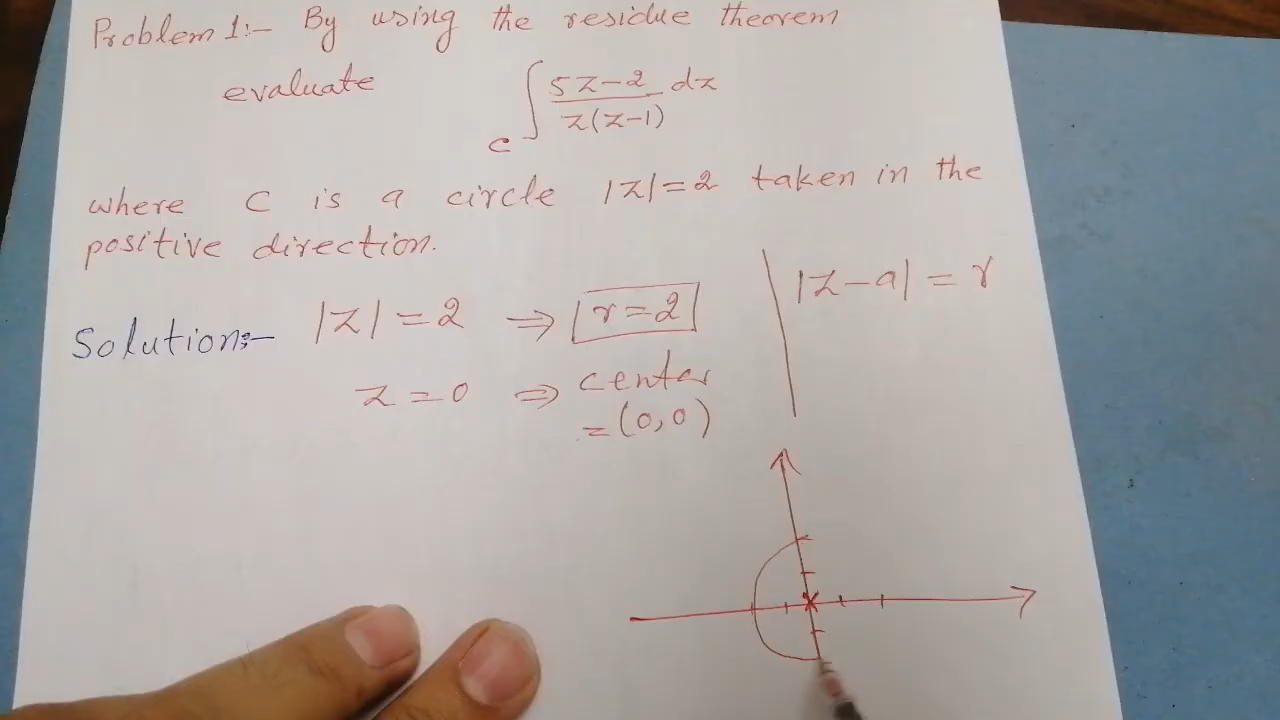 Problem 1:- By using the residue theorem
evaluate ∫_C (5z-2)/(z(z-1)) dz
where C is a circle |z|=2 taken in the
positive direction.
Solution:- |z|=2 ⇒ r=2
|z-a|=r
z=0 ⇒ center
=(0,0)